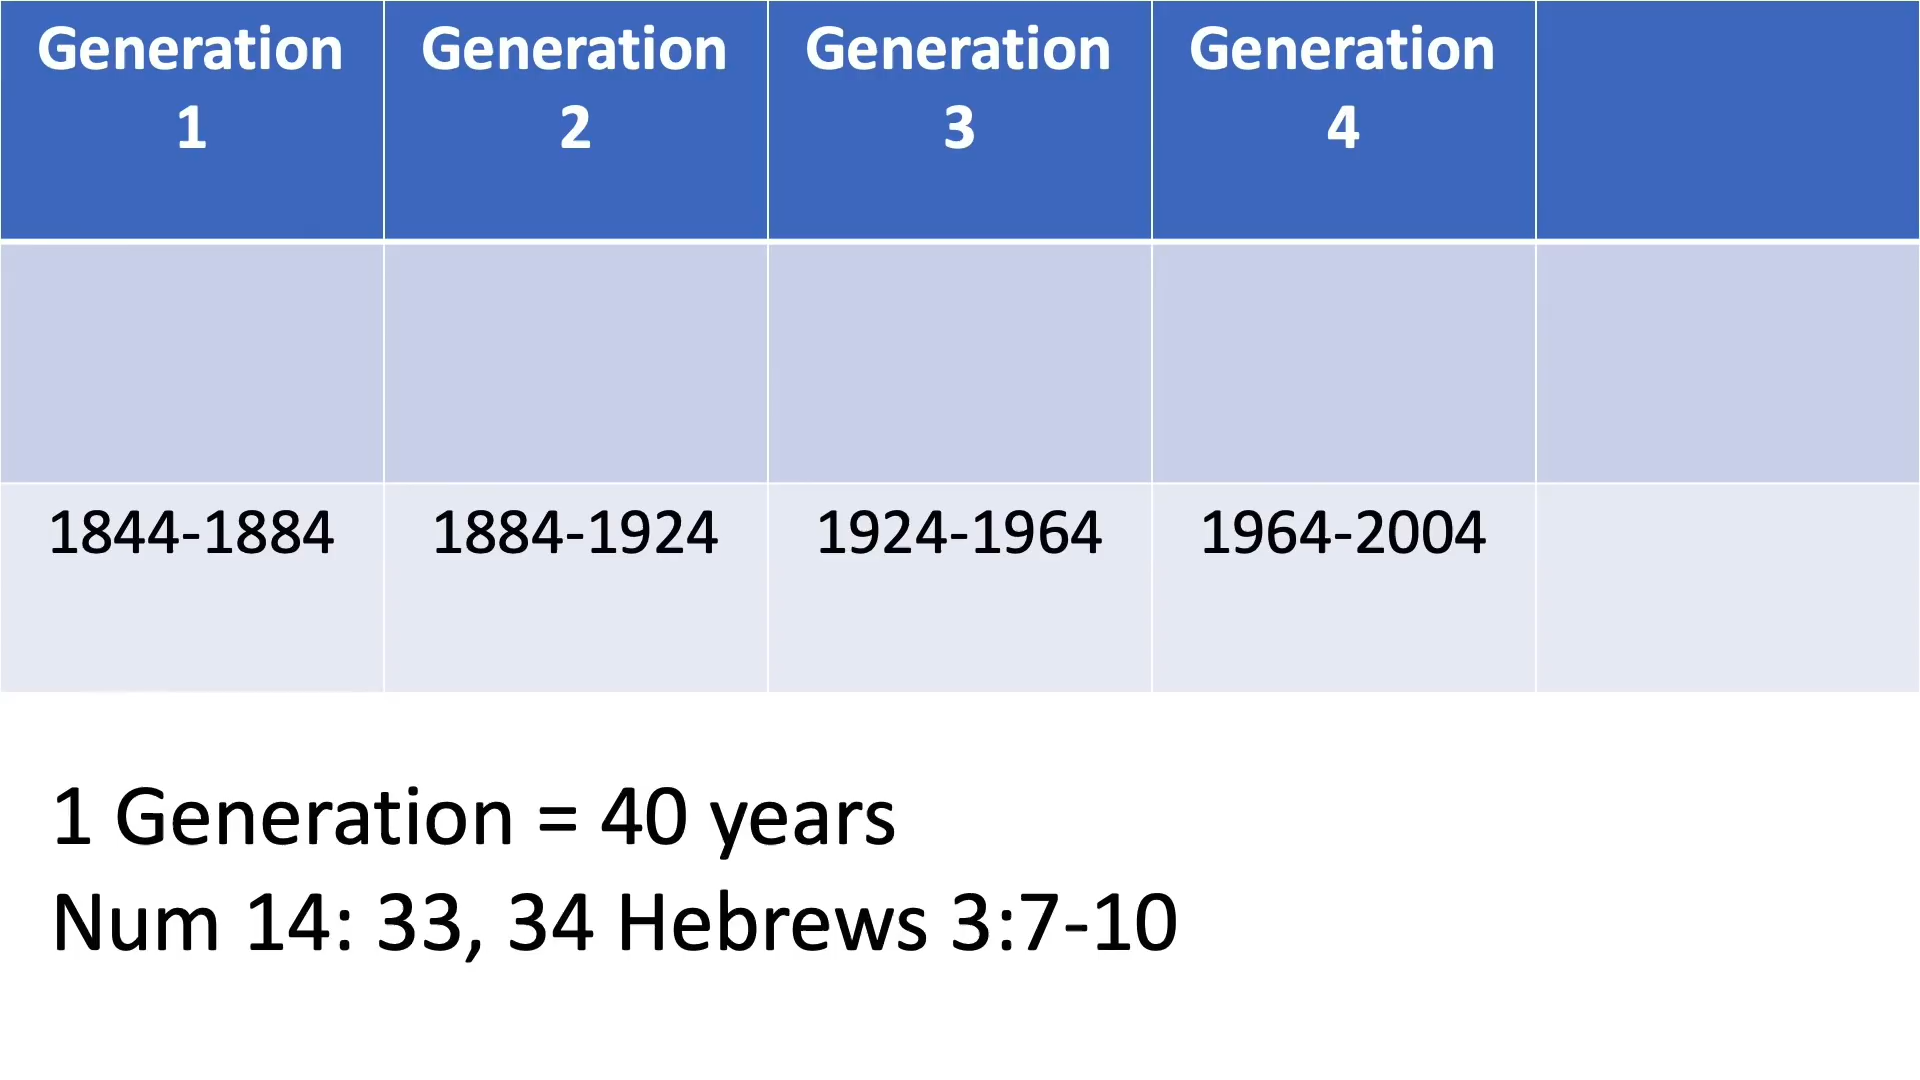 Generation
1
Generation
2
Generation
3
Generation
4
1844-1884
1884-1924
1924-1964
1964-2004
1 Generation = 40 years
Num 14: 33, 34 Hebrews 3:7-10